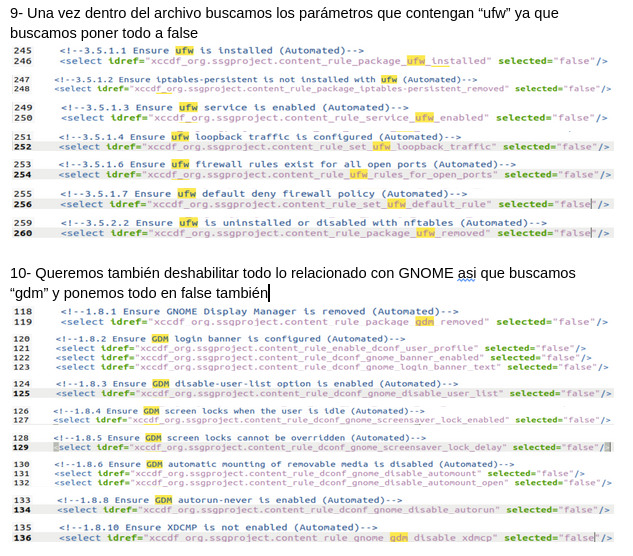 9- Una vez dentro del archivo buscamos los parámetros que contengan “ufw” ya que
buscamos poner todo a false
245 <!--3.5.1.1 Ensure ufw is installed (Automated)-->
246 <select idref="xccdf_org.ssgproject.content_rule_package_ufw_installed" selected="false"/>
247 <!--3.5.1.2 Ensure iptables-persistent is not installed with ufw (Automated)-->
248 <select idref="xccdf_org.ssgproject.content_rule_package_iptables-persistent_removed" selected="false"/>
249 <!--3.5.1.3 Ensure ufw service is enabled (Automated)-->
250 <select idref="xccdf_org.ssgproject.content_rule_service_ufw_enabled" selected="false"/>
251 <!--3.5.1.4 Ensure ufw loopback traffic is configured (Automated)-->
252 <select idref="xccdf_org.ssgproject.content_rule_set_ufw_loopback_traffic" selected="false"/>
253 <!--3.5.1.6 Ensure ufw firewall rules exist for all open ports (Automated)-->
254 <select idref="xccdf_org.ssgproject.content_rule_ufw_rules_for_open_ports" selected="false"/>
255 <!--3.5.1.7 Ensure ufw default deny firewall policy (Automated)-->
256 <select idref="xccdf_org.ssgproject.content_rule_set_ufw_default_rule" selected="false"/>
259 <!--3.5.2.2 Ensure ufw is uninstalled or disabled with nftables (Automated)-->
260 <select idref="xccdf_org.ssgproject.content_rule_package_ufw_removed" selected="false"/>
10- Queremos también deshabilitar todo lo relacionado con GNOME asi que buscamos
“gdm” y ponemos todo en false también
118 <!--1.8.1 Ensure GNOME Display Manager is removed (Automated)-->
119 <select idref="xccdf_org.ssgproject.content_rule_package_gdm_removed" selected="false"/>
120 <!--1.8.2 Ensure GDM login banner is configured (Automated)-->
121 <select idref="xccdf_org.ssgproject.content_rule_enable_dconf_user_profile" selected="false"/>
122 <select idref="xccdf_org.ssgproject.content_rule_dconf_gnome_banner_enabled" selected="false"/>
123 <select idref="xccdf_org.ssgproject.content_rule_dconf_gnome_login_banner_text" selected="false"/>
124 <!--1.8.3 Ensure GDM disable-user-list option is enabled (Automated)-->
125 <select idref="xccdf_org.ssgproject.content_rule_dconf_gnome_disable_user_list" selected="false"/>
126 <!--1.8.4 Ensure GDM screen locks when the user is idle (Automated)-->
127 <select idref="xccdf_org.ssgproject.content_rule_dconf_gnome_screensaver_lock_enabled" selected="false"/>
128 <!--1.8.5 Ensure GDM screen locks cannot be overridden (Automated)-->
129 <select idref="xccdf_org.ssgproject.content_rule_dconf_gnome_screensaver_lock_delay" selected="false"/>
130 <!--1.8.6 Ensure GDM automatic mounting of removable media is disabled (Automated)-->
131 <select idref="xccdf_org.ssgproject.content_rule_dconf_gnome_disable_automount" selected="false"/>
132 <select idref="xccdf_org.ssgproject.content_rule_dconf_gnome_disable_automount_open" selected="false"/>
133 <!--1.8.8 Ensure GDM autorun-never is enabled (Automated)-->
134 <select idref="xccdf_org.ssgproject.content_rule_dconf_gnome_disable_autorun" selected="false"/>
135 <!--1.8.10 Ensure XDCMP is not enabled (Automated)-->
136 <select idref="xccdf_org.ssgproject.content_rule_gnome_gdm_disable_xdmcp" selected="false"/>